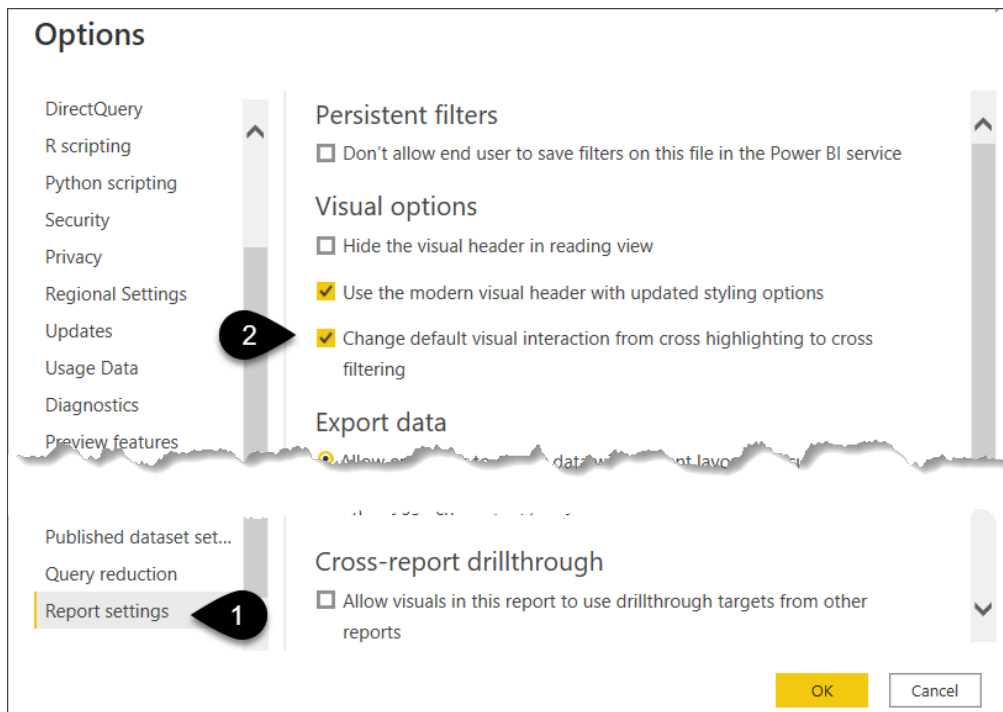 Options
DirectQuery
R scripting
Python scripting
Security
Privacy
Regional Settings
Updates
Usage Data
Diagnostics
Preview features
Persistent filters
Don't allow end user to save filters on this file in the Power BI service
Visual options
Hide the visual header in reading view
Use the modern visual header with updated styling options
2
Change default visual interaction from cross highlighting to cross
filtering
Export data
Allow
data
Published dataset set...
Query reduction
Report settings
1
Cross-report drillthrough
Allow visuals in this report to use drillthrough targets from other
reports
OK
Cancel